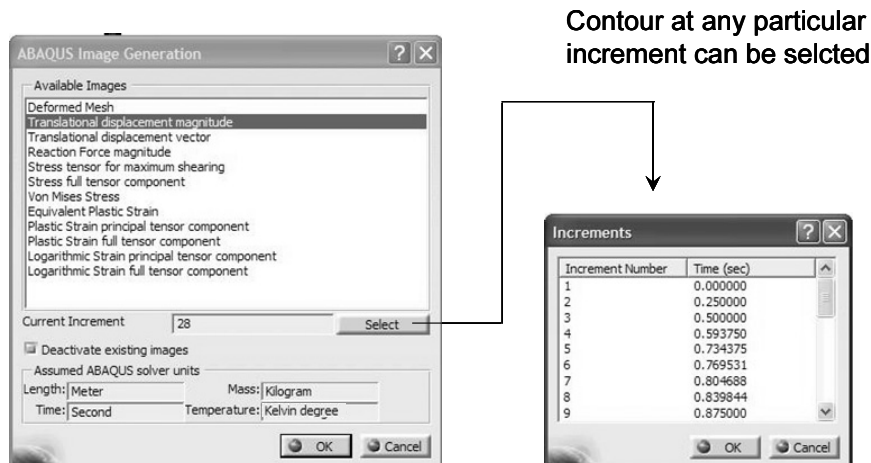 Contour at any particular
increment can be selcted
ABAQUS Image Generation
Available Images
Deformed Mesh
Translational displacement magnitude
Translational displacement vector
Reaction Force magnitude
Stress tensor for maximum shearing
Stress full tensor component
Von Mises Stress
Equivalent Plastic Strain
Plastic Strain principal tensor component
Plastic Strain full tensor component
Logarithmic Strain principal tensor component
Logarithmic Strain full tensor component
Current Increment 28 Select
Deactivate existing images
Assumed ABAQUS solver units
Length: Meter Mass: Kilogram
Time: Second Temperature: Kelvin degree
OK Cancel
Increments
Increment Number Time (sec)
1 0.000000
2 0.250000
3 0.500000
4 0.593750
5 0.734375
6 0.769531
7 0.804688
8 0.839844
9 0.875000
OK Cancel